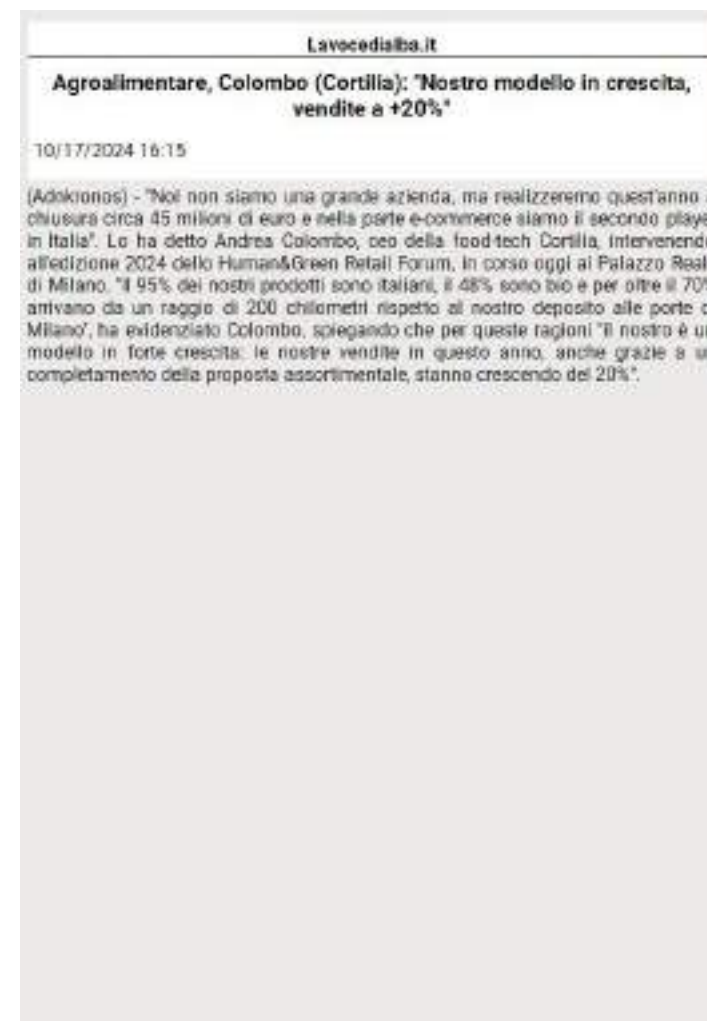 Lavocedialba.it
Agroalimentare, Colombo (Cortilia): "Nostro modello in crescita,
vendite a +20%"
10/17/2024 16:15
(Adnkronos) - "Noi non siamo una grande azienda, ma realizzeremo quest'anno a
chiusura circa 45 milioni di euro e nella parte e-commerce siamo il secondo playe
in Italia". Lo ha detto Andrea Colombo, ceo della food-tech Cortilia, intervenendo
all'edizione 2024 dello Human&Green Retail Forum, in corso oggi al Palazzo Real
di Milano. "Il 95% dei nostri prodotti sono italiani, il 48% sono bio e per oltre il 70%
arrivano da un raggio di 200 chilometri rispetto al nostro deposito alle porte d
Milano", ha evidenziato Colombo, spiegando che per queste ragioni "il nostro è un
modello in forte crescita: le nostre vendite in questo anno, anche grazie a un
completamento della proposta assortimentale, stanno crescendo del 20%".